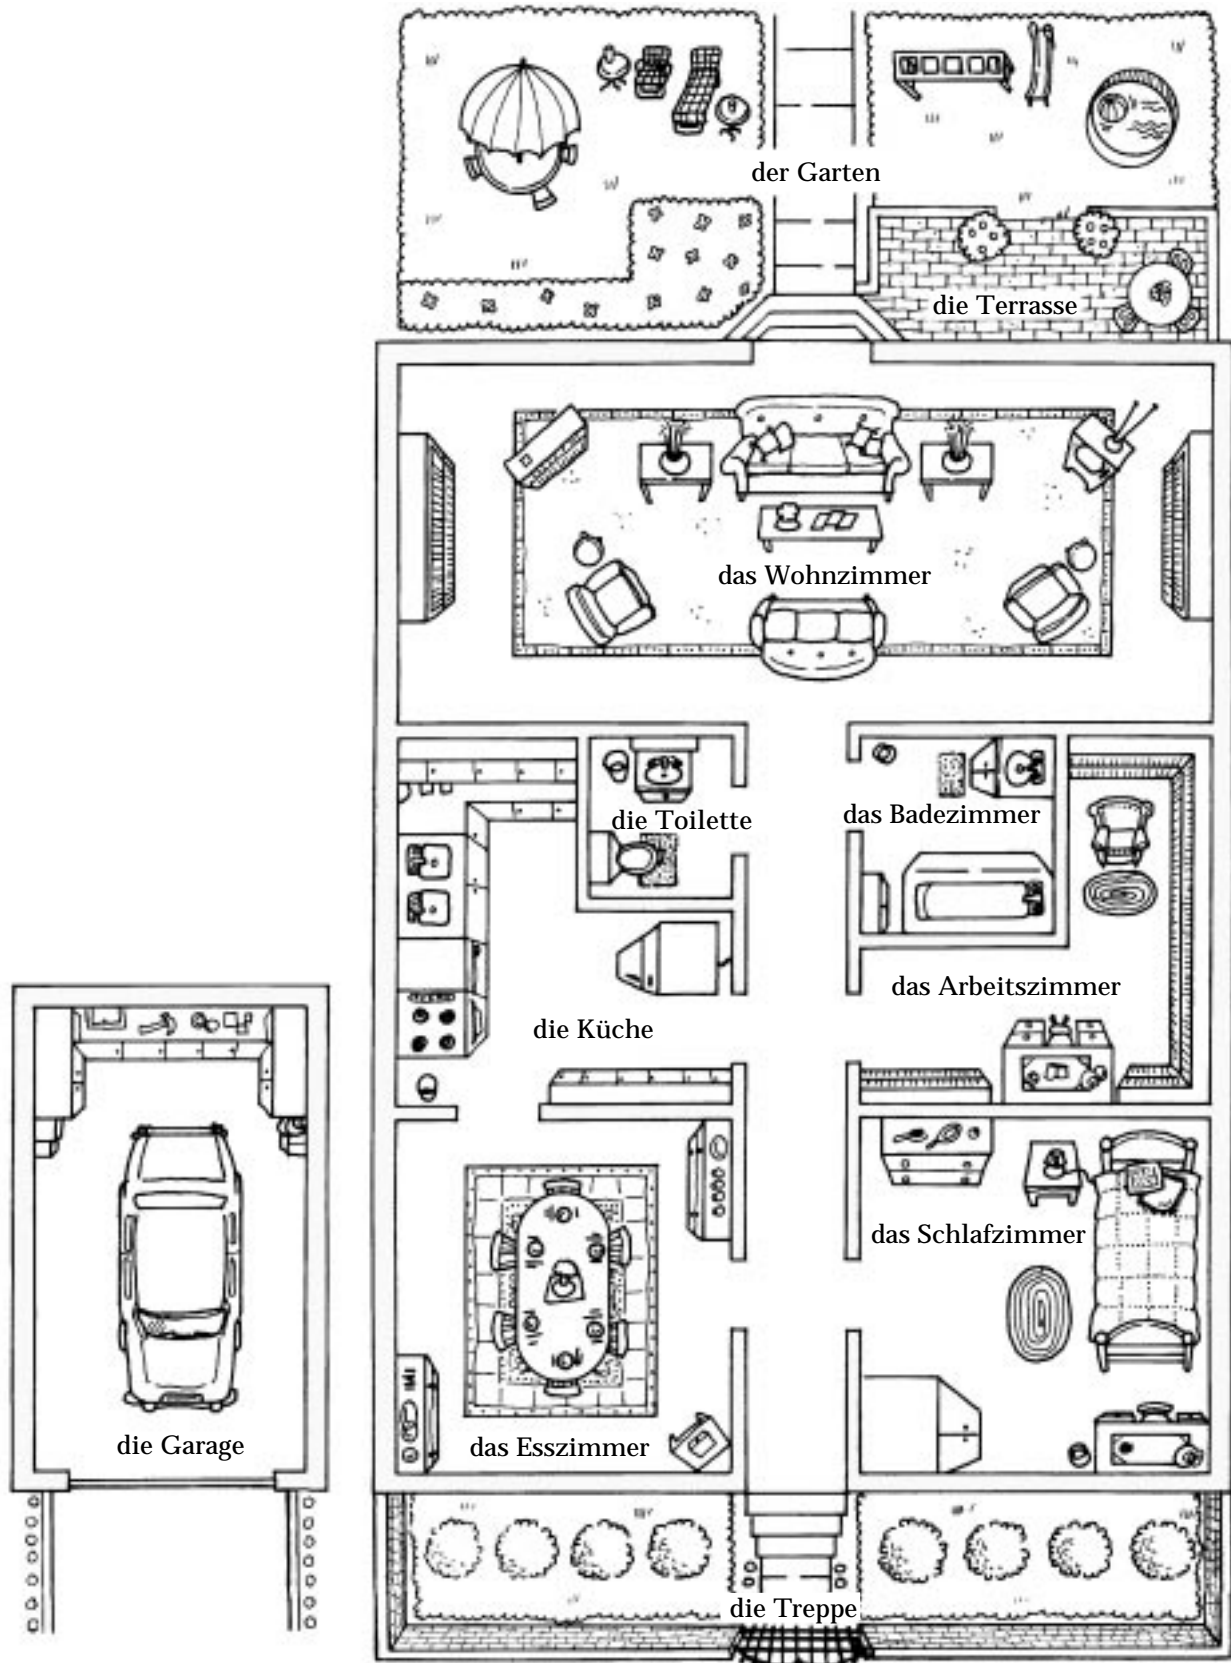 der Garten
die Terrasse
das Wohnzimmer
die Toilette
das Badezimmer
das Arbeitszimmer
die Küche
das Schlafzimmer
die Garage
das Esszimmer
die Treppe